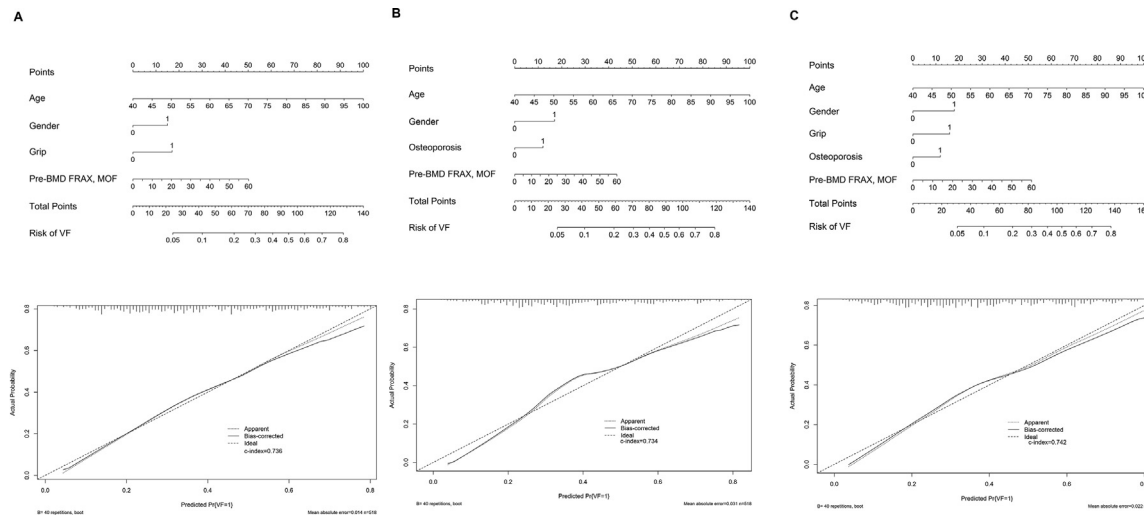 A
Points
0 10 20 30 40 50 60 70 80 90 100
Age
40 45 50 55 60 65 70 75 80 85 90 95 100
Gender
0 1
Grip
0 1
Pre-BMD FRAX, MOF
0 10 20 30 40 50 60
Total Points
0 10 20 30 40 50 60 70 80 90 100 120 140
Risk of VF
0.05 0.1 0.2 0.3 0.4 0.5 0.6 0.7 0.8
B
Points
0 10 20 30 40 50 60 70 80 90 100
Age
40 45 50 55 60 65 70 75 80 85 90 95 100
Gender
0 1
Osteoporosis
0 1
Pre-BMD FRAX, MOF
0 10 20 30 40 50 60
Total Points
0 10 20 30 40 50 60 70 80 90 100 120 140
Risk of VF
0.05 0.1 0.2 0.3 0.4 0.5 0.6 0.7 0.8
C
Points
0 10 20 30 40 50 60 70 80 90 100
Age
40 45 50 55 60 65 70 75 80 85 90 95 100
Gender
0 1
Grip
0 1
Osteoporosis
0 1
Pre-BMD FRAX, MOF
0 10 20 30 40 50 60
Total Points
0 20 40 60 80 100 120 140 16
Risk of VF
0.05 0.1 0.2 0.3 0.4 0.5 0.6 0.7 0.8
Actual Probability
0.0 0.2 0.4 0.6 0.8
Apparent
Bias-corrected
Ideal
c-index=0.736
0.0 0.2 0.4 0.6 0.8
Predicted Pr{VF=1}
B= 40 repetitions, boot
Mean absolute error=0.014 n=518
Actual Probability
0.0 0.2 0.4 0.6 0.8
Apparent
Bias-corrected
Ideal
c-index=0.734
0.0 0.2 0.4 0.6 0.8
Predicted Pr{VF=1}
B= 40 repetitions, boot
Mean absolute error=0.031 n=518
Actual Probability
0.0 0.2 0.4 0.6 0.8
Apparent
Bias-corrected
Ideal
c-index=0.742
0.0 0.2 0.4 0.6 0.8
Predicted Pr{VF=1}
B= 40 repetitions, boot
Mean absolute error=0.022